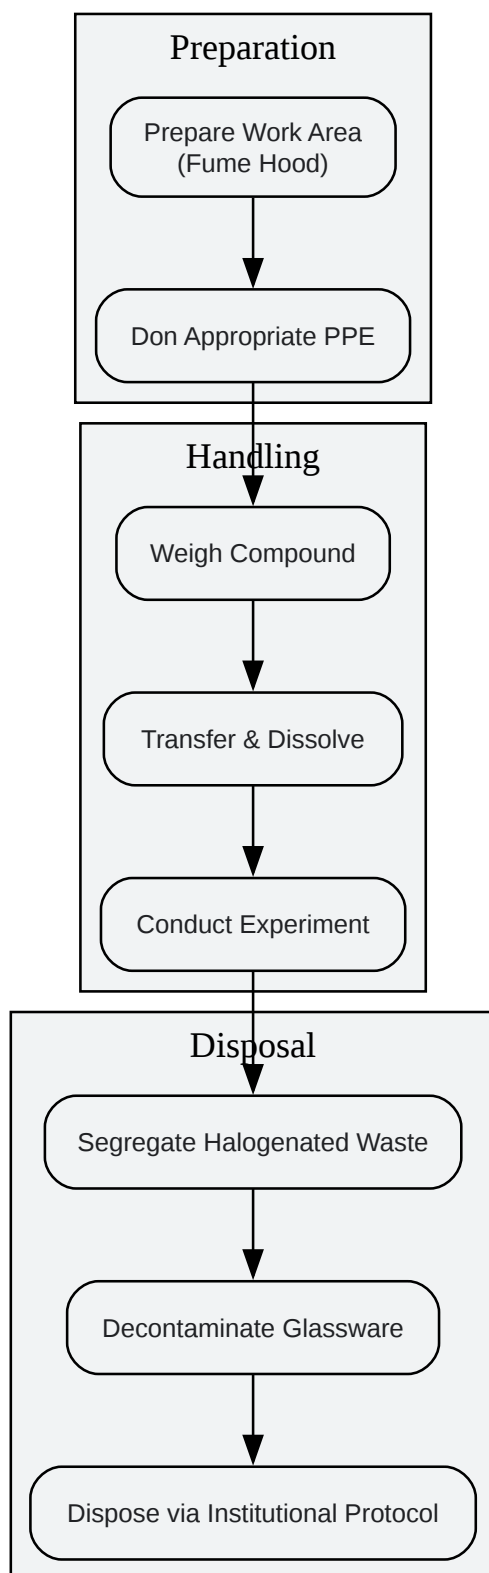 Preparation
Prepare Work Area
(Fume Hood)
Don Appropriate PPE
Handling
Weigh Compound
Transfer & Dissolve
Conduct Experiment
Disposal
Segregate Halogenated Waste
Decontaminate Glassware
Dispose via Institutional Protocol